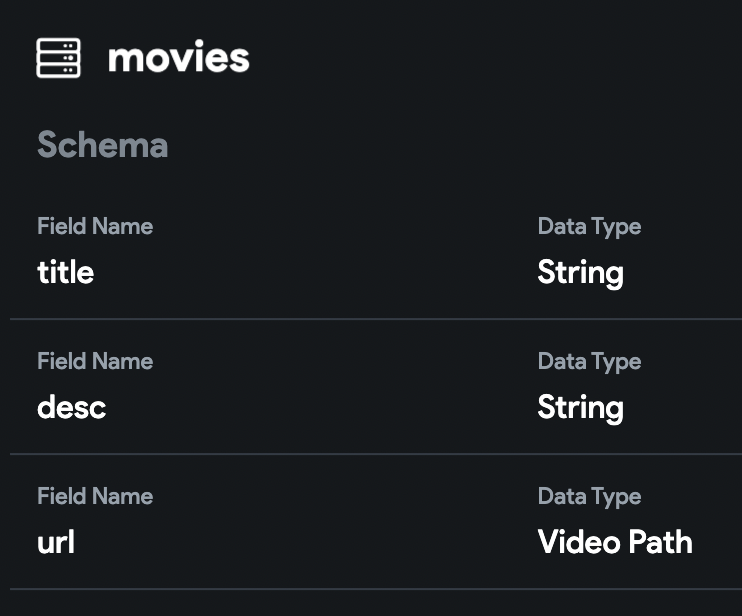 movies
Schema
Field Name Data Type
title String
Field Name Data Type
desc String
Field Name Data Type
url Video Path